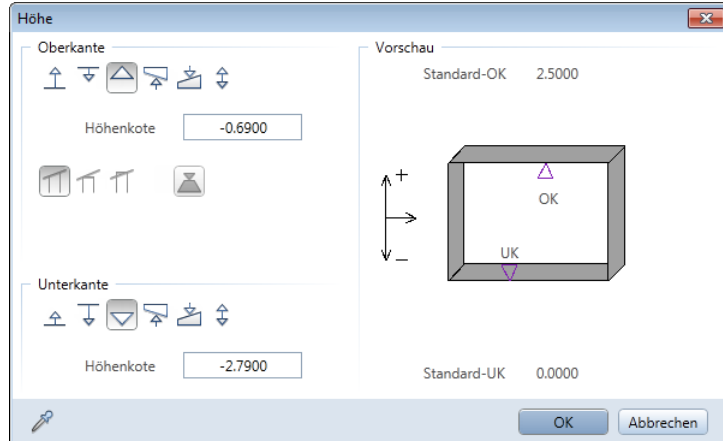 Höhe
Oberkante
Höhenkote -0.6900
Vorschau
Standard-OK 2.5000
+
OK
UK
–
Standard-UK 0.0000
Unterkante
Höhenkote -2.7900
OK Abbrechen